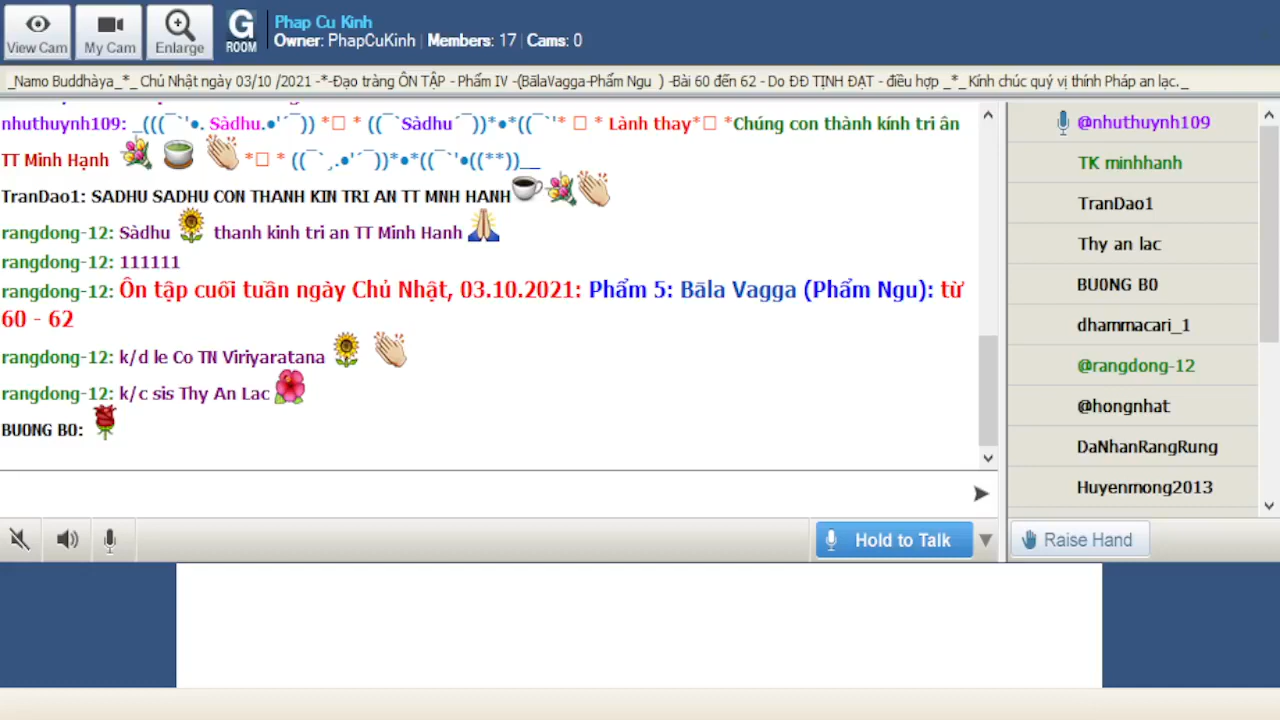 View Cam
My Cam
Enlarge
G
ROOM
Phap Cu Kinh
Owner: PhapCuKinh | Members: 17 | Cams: 0
_Namo Buddhàya_*_ Chủ Nhật ngày 03/10 /2021 -*-Đạo tràng ÔN TẬP - Phẩm IV -(BālaVagga-Phẩm Ngu ) -Bài 60 đến 62 - Do ĐĐ TỊNH ĐẠT - điều hợp _*_ Kính chúc quý vị thính Pháp an lạc._
nhuthuynh109: _(((¯`'•. Sàdhu.•'´¯)) *□ * ((¯`Sàdhu´¯))*•*((¯`'* □ * Lành thay*□ *Chúng con thành kính tri ân
TT Minh Hạnh *□ * ((¯`¸.•'´¯))*•*((¯`'•((**))__
TranDao1: SADHU SADHU CON THANH KIN TRI AN TT MNH HANH
rangdong-12: Sàdhu thanh kinh tri an TT Minh Hanh
rangdong-12: 111111
rangdong-12: Ôn tập cuối tuần ngày Chủ Nhật, 03.10.2021: Phẩm 5: Bāla Vagga (Phẩm Ngu): từ
60 - 62
rangdong-12: k/d le Co TN Viriyaratana
rangdong-12: k/c sis Thy An Lac
BUONG B0:
@nhuthuynh109
TK minhhanh
TranDao1
Thy an lac
BU0NG B0
dhammacari_1
@rangdong-12
@hongnhat
DaNhanRangRung
Huyenmong2013
Hold to Talk
Raise Hand